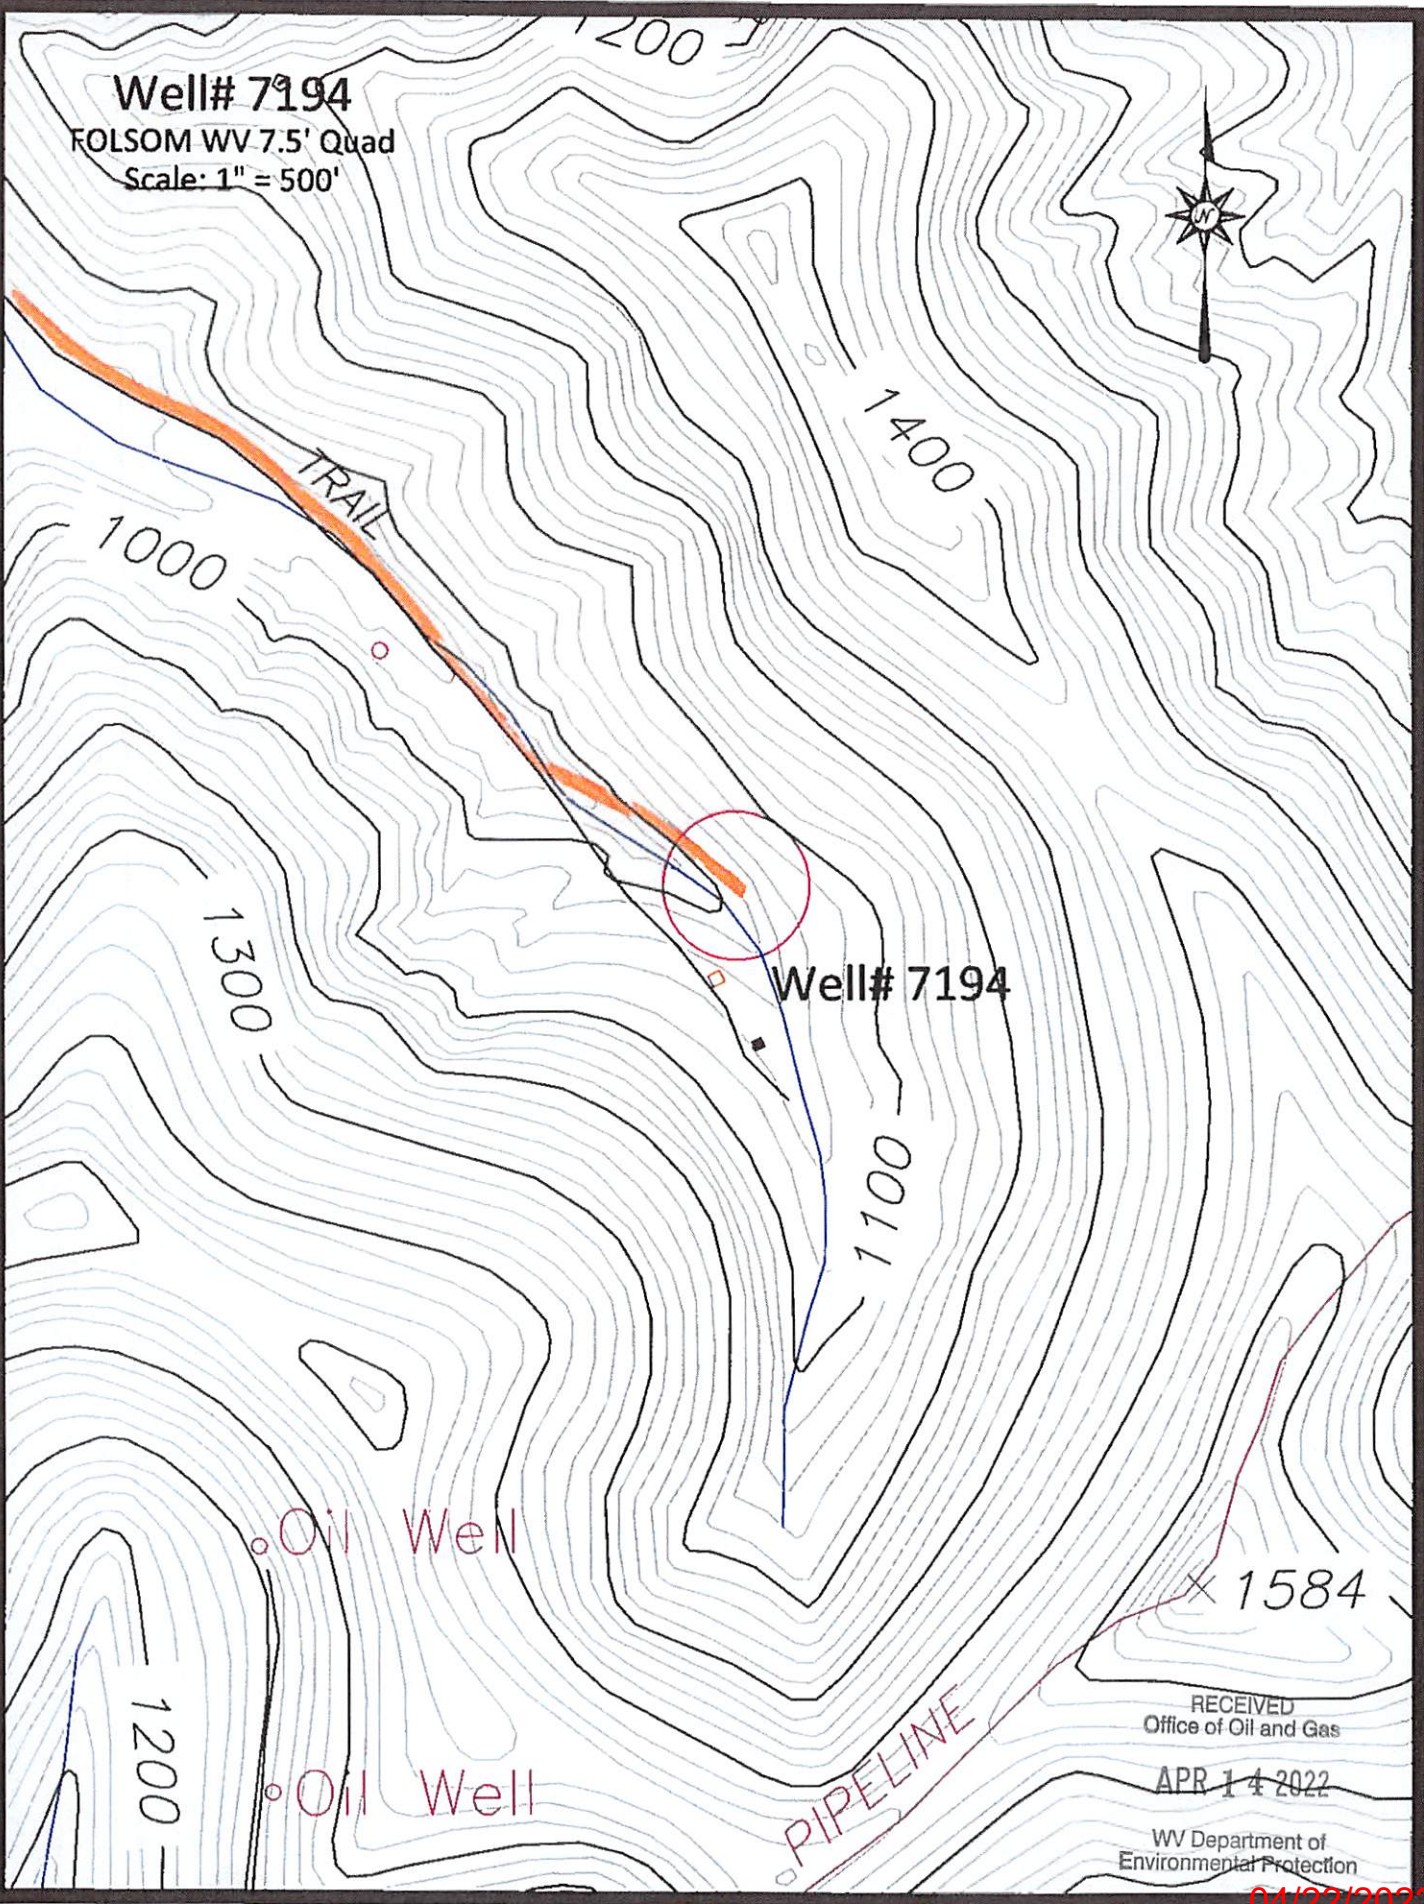 1200
Well# 7194
FOLSOM WV 7.5' Quad
Scale: 1" = 500'
N
1400
TRAIL
1000
1300
Well# 7194
1100
Oil Well
1584
RECEIVED
Office of Oil and Gas
APR 14 2022
WV Department of
Environmental Protection
PIPELINE
1200
Oil Well